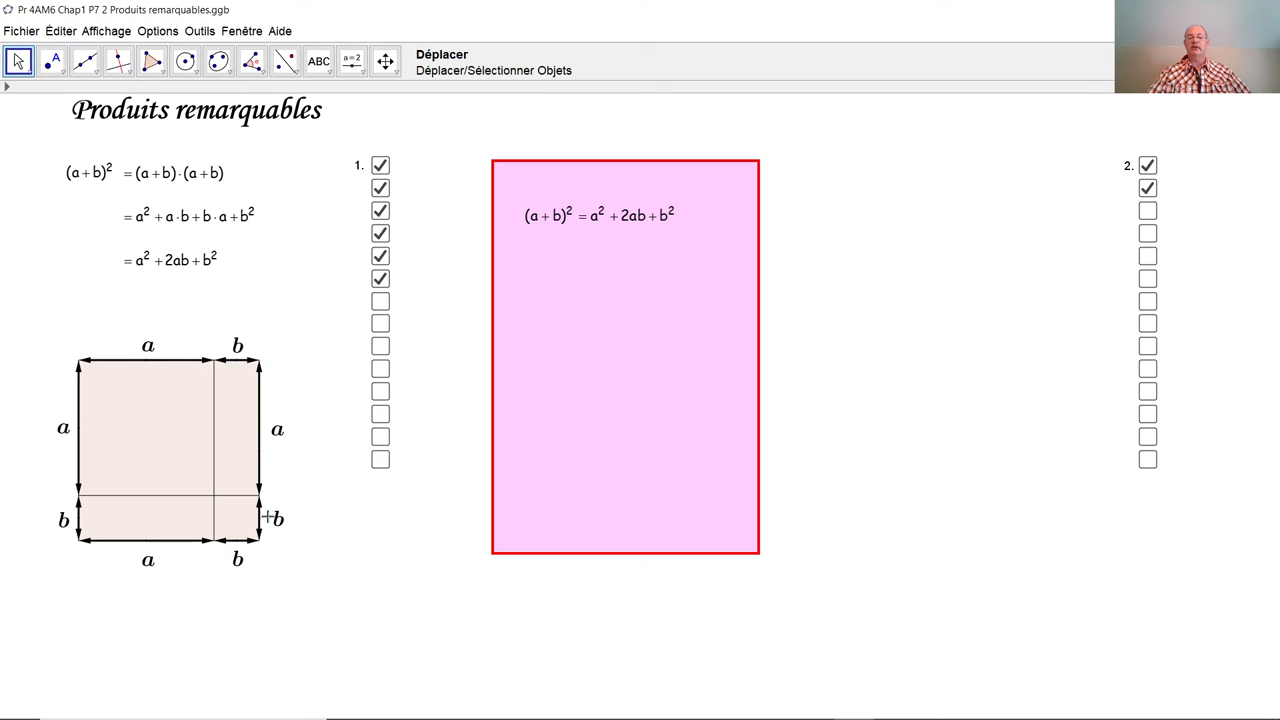 Pr 4AM6 Chap1 P7 2 Produits remarquables.ggb
Fichier Éditer Affichage Options Outils Fenêtre Aide
A ABC a=2
Déplacer
Déplacer/Sélectionner Objets
Produits remarquables
(a+b)² = (a+b)·(a+b)
= a² + a·b + b·a + b²
= a² + 2ab + b²
1.
(a+b)² = a² + 2ab + b²
2.
a b
a a
b b
a b